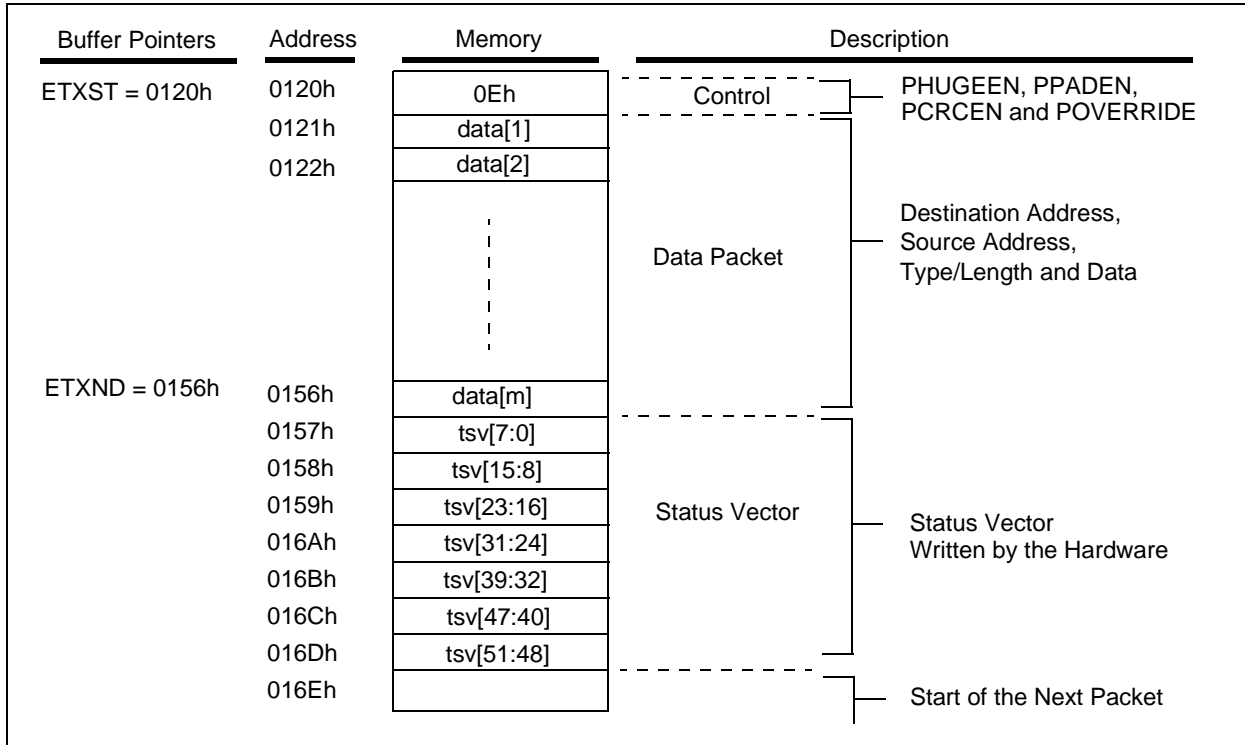 Buffer Pointers Address Memory Description
ETXST = 0120h 0120h 0Eh Control PHUGEEN, PPADEN,
PCRCEN and POVERRIDE
0121h data[1]
0122h data[2]
Data Packet Destination Address,
Source Address,
Type/Length and Data
ETXND = 0156h 0156h data[m]
0157h tsv[7:0]
0158h tsv[15:8]
0159h tsv[23:16] Status Vector Status Vector
016Ah tsv[31:24] Written by the Hardware
016Bh tsv[39:32]
016Ch tsv[47:40]
016Dh tsv[51:48]
016Eh Start of the Next Packet